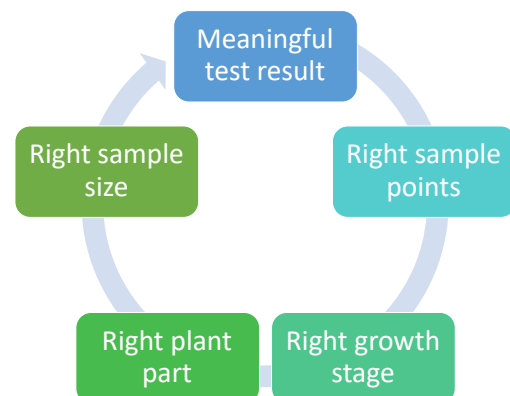 Meaningful
test result
Right sample
points
Right growth
stage
Right plant
part
Right sample
size